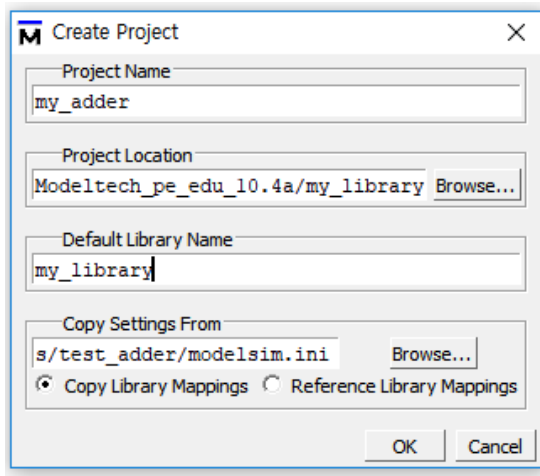 Create Project
Project Name
my_adder
Project Location
Modeltech_pe_edu_10.4a/my_library Browse...
Default Library Name
my_library
Copy Settings From
s/test_adder/modelsim.ini Browse...
Copy Library Mappings Reference Library Mappings
OK Cancel